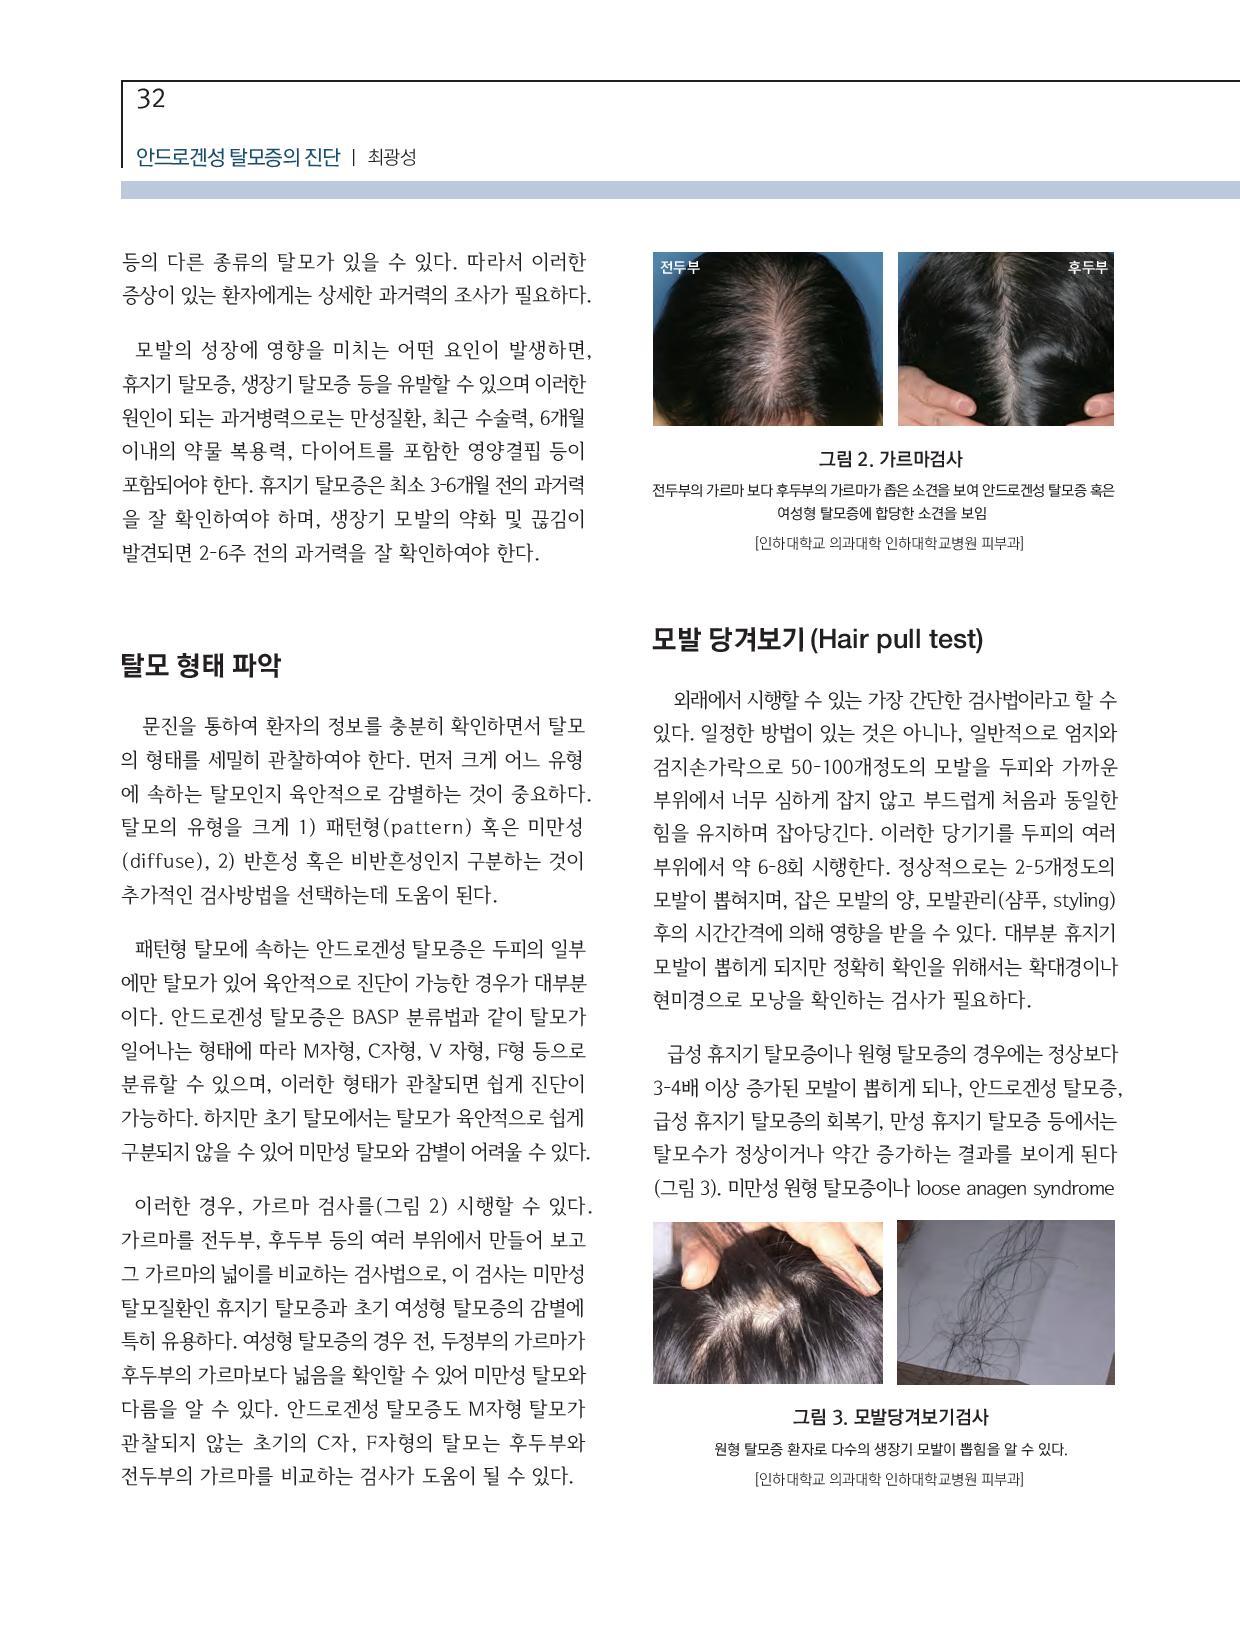 32
안드로겐성 탈모증의 진단 | 최광성
등의 다른 종류의 탈모가 있을 수 있다. 따라서 이러한
증상이 있는 환자에게는 상세한 과거력의 조사가 필요하다.
모발의 성장에 영향을 미치는 어떤 요인이 발생하면,
휴지기 탈모증, 생장기 탈모증 등을 유발할 수 있으며 이러한
원인이 되는 과거병력으로는 만성질환, 최근 수술력, 6개월
이내의 약물 복용력, 다이어트를 포함한 영양결핍 등이
포함되어야 한다. 휴지기 탈모증은 최소 3-6개월 전의 과거력
을 잘 확인하여야 하며, 생장기 모발의 약화 및 끊김이
발견되면 2-6주 전의 과거력을 잘 확인하여야 한다.
탈모 형태 파악
문진을 통하여 환자의 정보를 충분히 확인하면서 탈모
의 형태를 세밀히 관찰하여야 한다. 먼저 크게 어느 유형
에 속하는 탈모인지 육안적으로 감별하는 것이 중요하다.
탈모의 유형을 크게 1) 패턴형(pattern) 혹은 미만성
(diffuse), 2) 반흔성 혹은 비반흔성인지 구분하는 것이
추가적인 검사방법을 선택하는데 도움이 된다.
패턴형 탈모에 속하는 안드로겐성 탈모증은 두피의 일부
에만 탈모가 있어 육안적으로 진단이 가능한 경우가 대부분
이다. 안드로겐성 탈모증은 BASP 분류법과 같이 탈모가
일어나는 형태에 따라 M자형, C자형, V 자형, F형 등으로
분류할 수 있으며, 이러한 형태가 관찰되면 쉽게 진단이
가능하다. 하지만 초기 탈모에서는 탈모가 육안적으로 쉽게
구분되지 않을 수 있어 미만성 탈모와 감별이 어려울 수 있다.
이러한 경우, 가르마 검사를(그림 2) 시행할 수 있다.
가르마를 전두부, 후두부 등의 여러 부위에서 만들어 보고
그 가르마의 넓이를 비교하는 검사법으로, 이 검사는 미만성
탈모질환인 휴지기 탈모증과 초기 여성형 탈모증의 감별에
특히 유용하다. 여성형 탈모증의 경우 전, 두정부의 가르마가
후두부의 가르마보다 넓음을 확인할 수 있어 미만성 탈모와
다름을 알 수 있다. 안드로겐성 탈모증도 M자형 탈모가
관찰되지 않는 초기의 C자, F자형의 탈모는 후두부와
전두부의 가르마를 비교하는 검사가 도움이 될 수 있다.
전두부
후두부
그림 2. 가르마검사
전두부의 가르마 보다 후두부의 가르마가 좁은 소견을 보여 안드로겐성 탈모증 혹은
여성형 탈모증에 합당한 소견을 보임
[인하대학교 의과대학 인하대학교병원 피부과]
모발 당겨보기 (Hair pull test)
외래에서 시행할 수 있는 가장 간단한 검사법이라고 할 수
있다. 일정한 방법이 있는 것은 아니나, 일반적으로 엄지와
검지손가락으로 50-100개정도의 모발을 두피와 가까운
부위에서 너무 심하게 잡지 않고 부드럽게 처음과 동일한
힘을 유지하며 잡아당긴다. 이러한 당기기를 두피의 여러
부위에서 약 6-8회 시행한다. 정상적으로는 2-5개정도의
모발이 뽑혀지며, 잡은 모발의 양, 모발관리(샴푸, styling)
후의 시간간격에 의해 영향을 받을 수 있다. 대부분 휴지기
모발이 뽑히게 되지만 정확히 확인을 위해서는 확대경이나
현미경으로 모낭을 확인하는 검사가 필요하다.
급성 휴지기 탈모증이나 원형 탈모증의 경우에는 정상보다
3-4배 이상 증가된 모발이 뽑히게 되나, 안드로겐성 탈모증,
급성 휴지기 탈모증의 회복기, 만성 휴지기 탈모증 등에서는
탈모수가 정상이거나 약간 증가하는 결과를 보이게 된다
(그림 3). 미만성 원형 탈모증이나 loose anagen syndrome
그림 3. 모발당겨보기검사
원형 탈모증 환자로 다수의 생장기 모발이 뽑힘을 알 수 있다.
[인하대학교 의과대학 인하대학교병원 피부과]